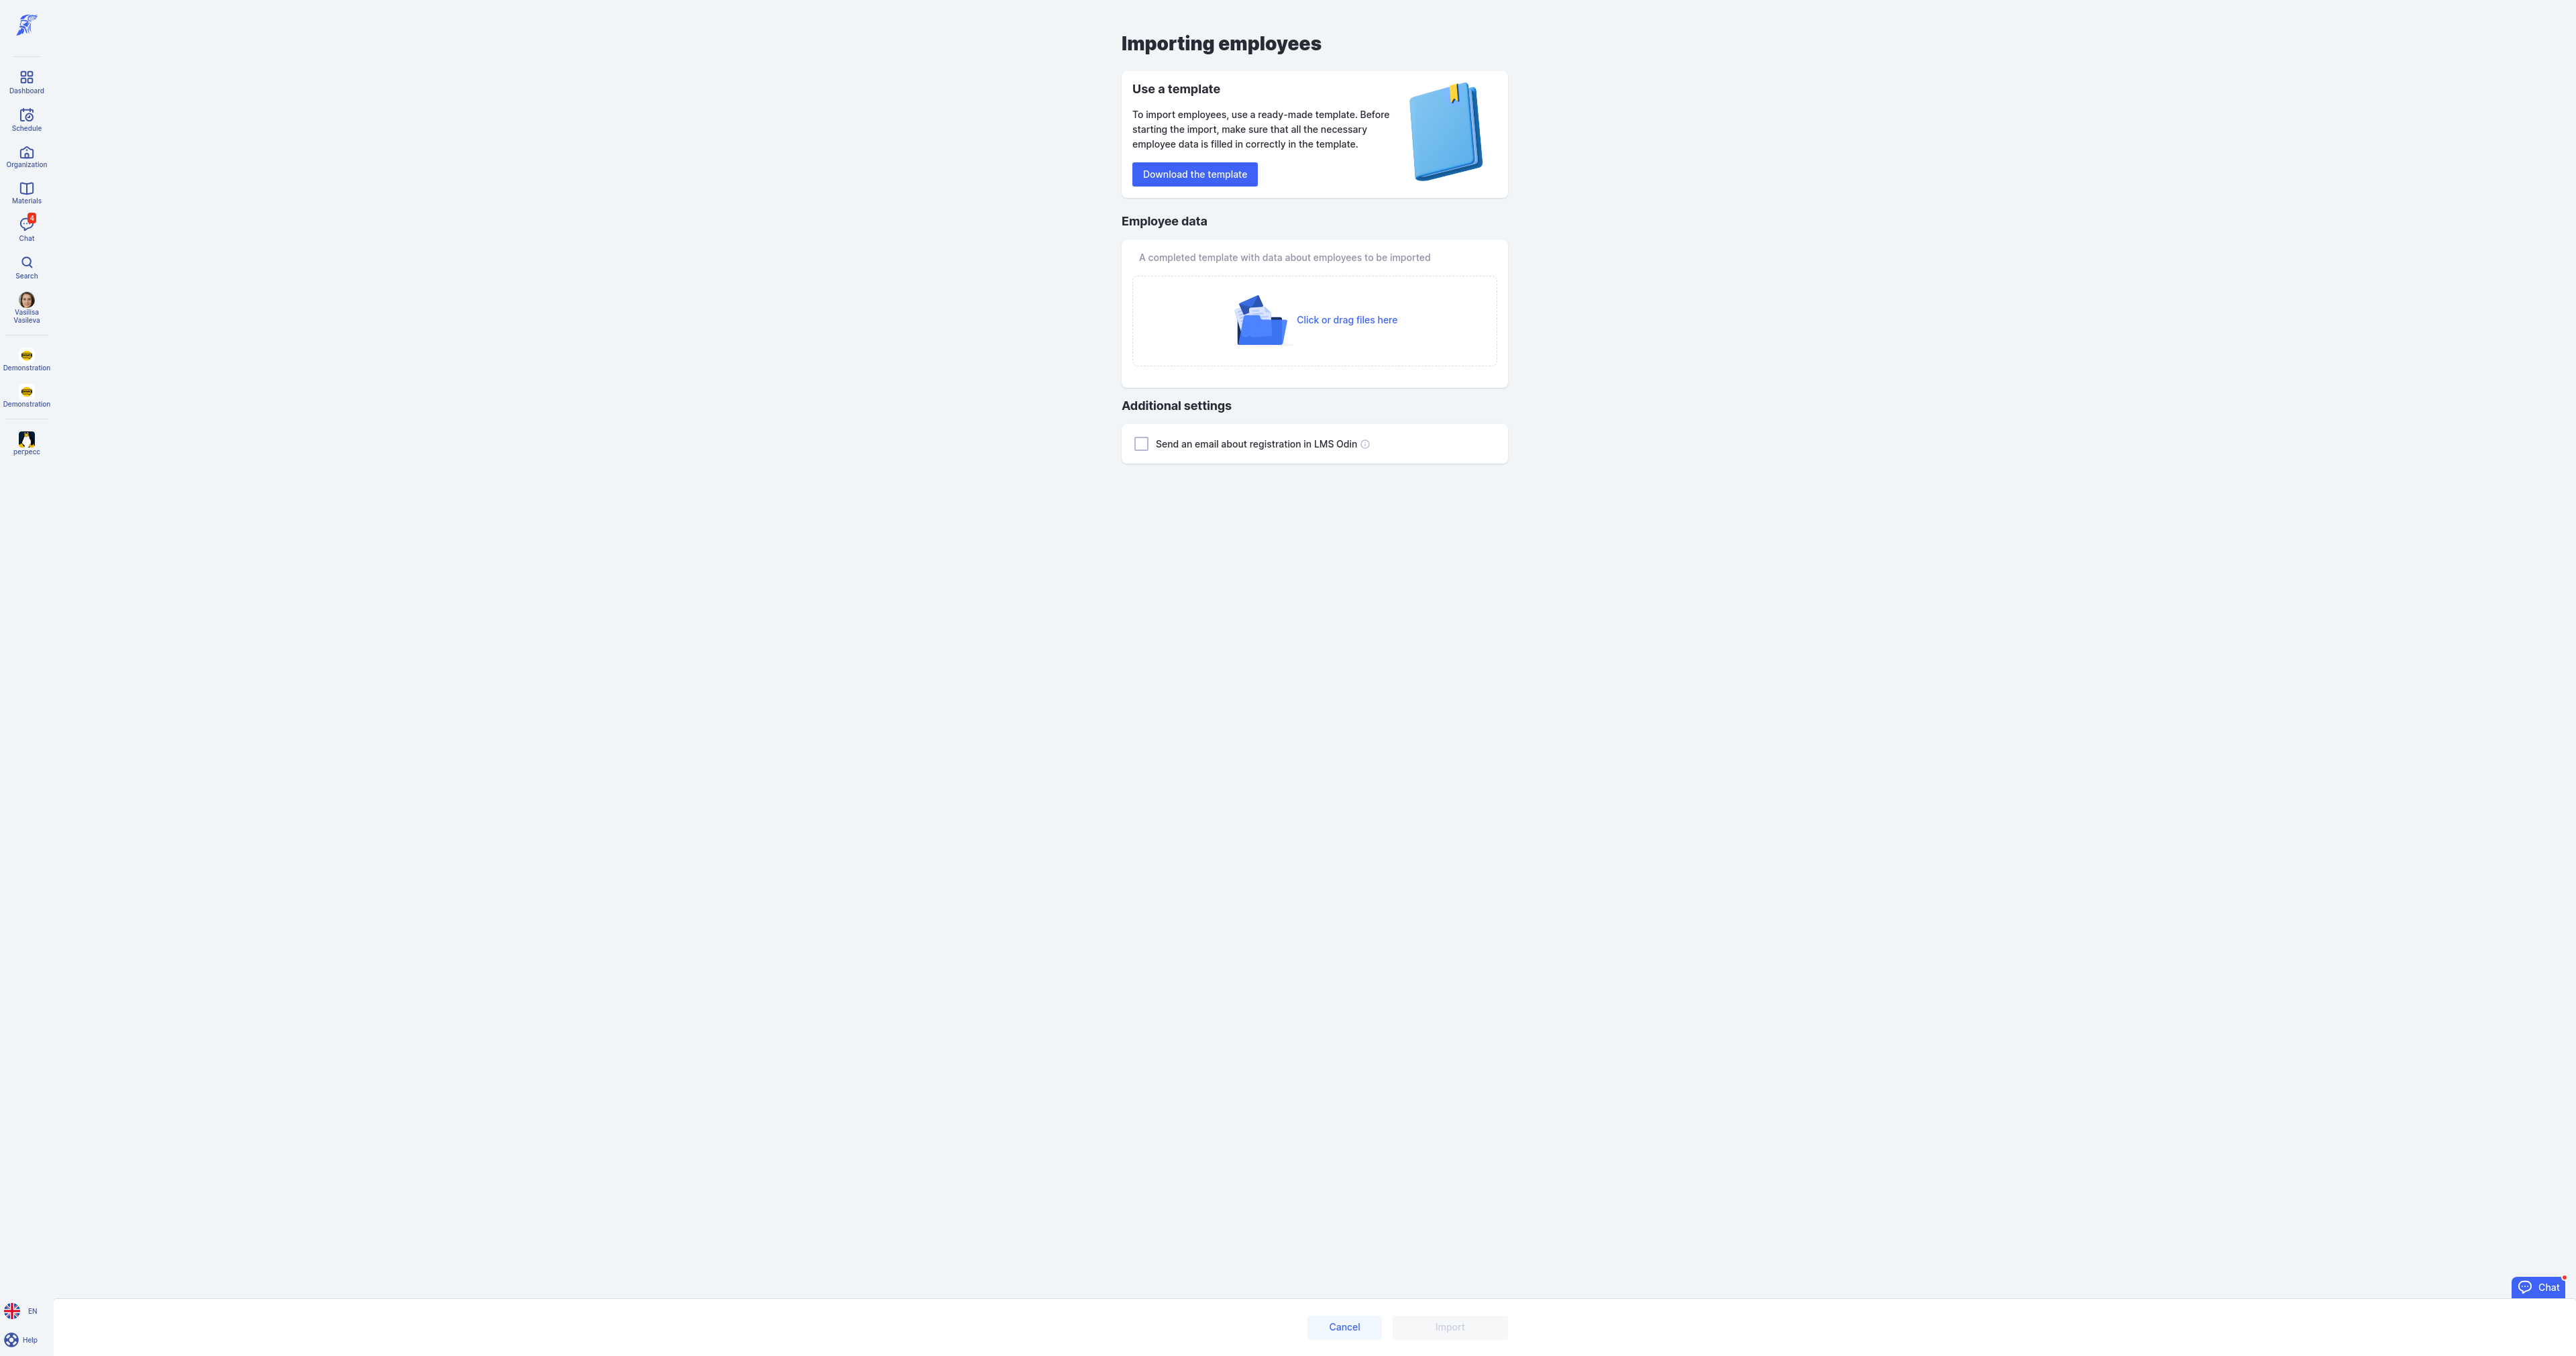 Dashboard
Schedule
Organization
Materials
4
Chat
Search
Vasilisa
Vasileva
Demonstration
Demonstration
perpecc
EN
Help
Importing employees
Use a template
To import employees, use a ready-made template. Before
starting the import, make sure that all the necessary
employee data is filled in correctly in the template.
Download the template
Employee data
A completed template with data about employees to be imported
Click or drag files here
Additional settings
Send an email about registration in LMS Odin
Chat
Cancel
Import